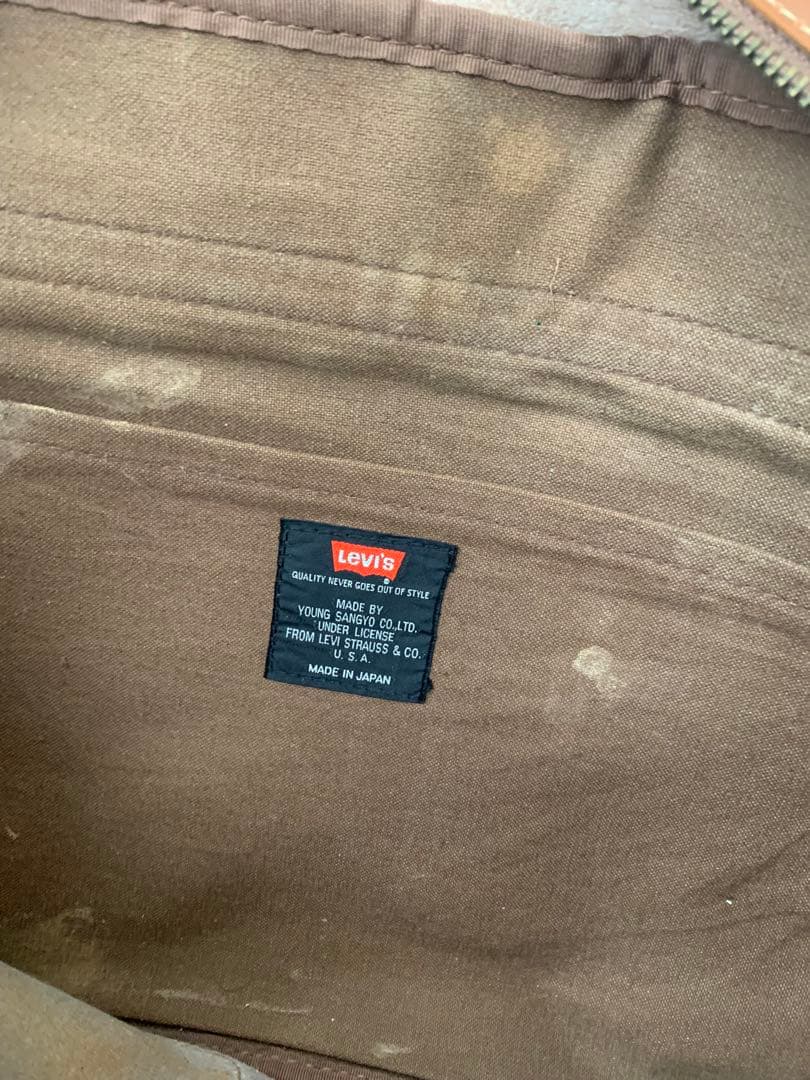 Levi's
®
QUALITY NEVER GOES OUT OF STYLE
MADE BY
YOUNG SANGYO CO.,LTD.
UNDER LICENSE
FROM LEVI STRAUSS & CO.
U. S. A.
MADE IN JAPAN